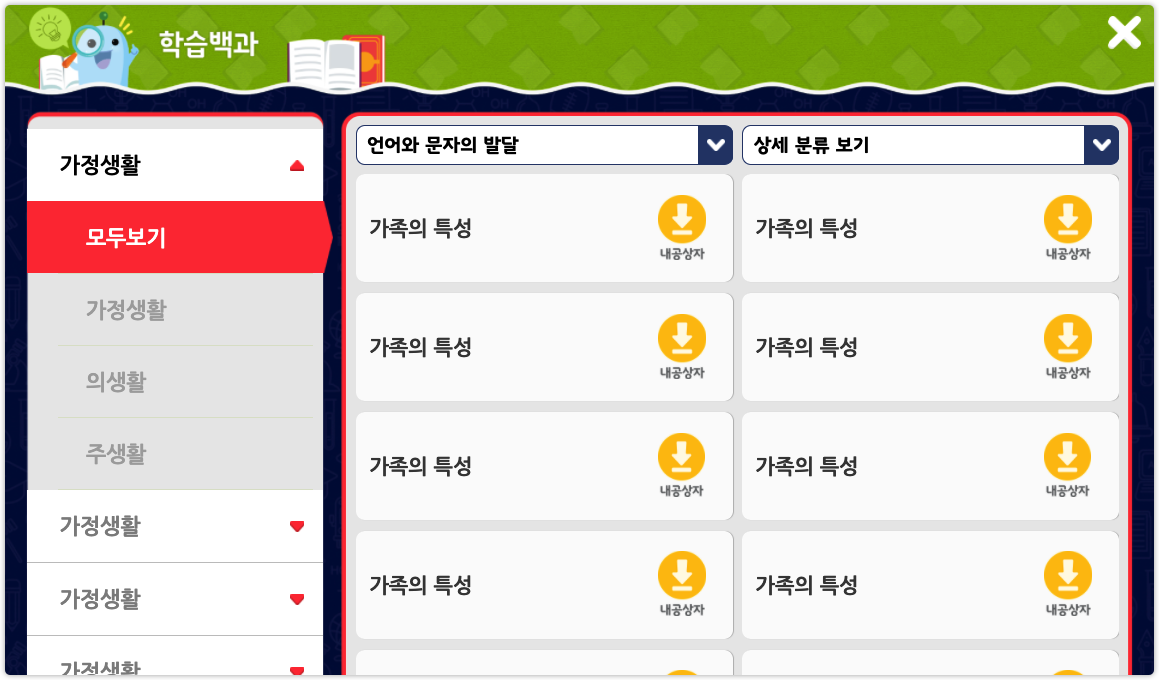 학습백과
가정생활
모두보기
가정생활
의생활
주생활
가정생활
가정생활
가정생활
언어와 문자의 발달
상세 분류 보기
가족의 특성
내공상자
가족의 특성
내공상자
가족의 특성
내공상자
가족의 특성
내공상자
가족의 특성
내공상자
가족의 특성
내공상자
가족의 특성
내공상자
가족의 특성
내공상자